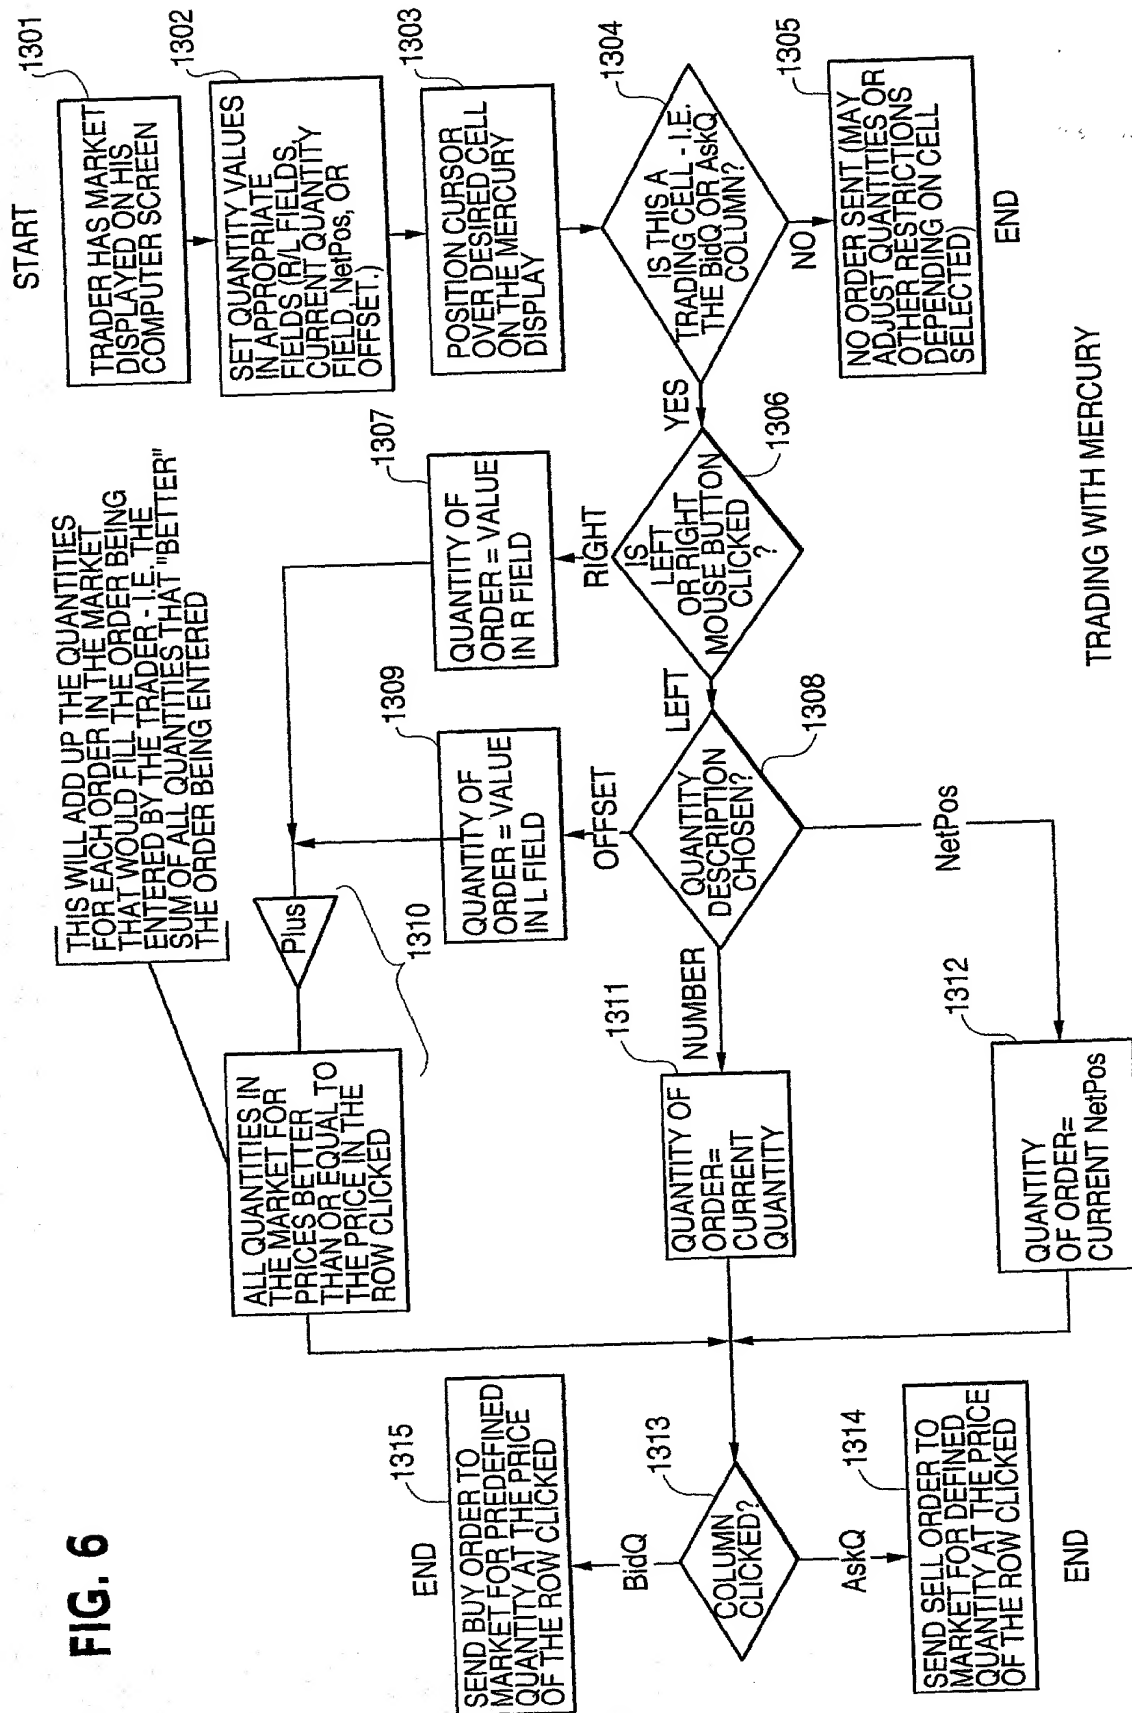 FIG. 6
START
1301
TRADER HAS MARKET
DISPLAYED ON HIS
COMPUTER SCREEN
1302
SET QUANTITY VALUES
IN APPROPRIATE
FIELDS (R/L FIELDS,
CURRENT QUANTITY
FIELD, NetPos, OR
OFFSET.)
1303
POSITION CURSOR
OVER DESIRED CELL
ON THE MERCURY
DISPLAY
1304
IS THIS A
TRADING CELL - I.E.
THE BidQ OR AskQ
COLUMN?
NO
1305
NO ORDER SENT (MAY
ADJUST QUANTITIES OR
OTHER RESTRICTIONS
DEPENDING ON CELL
SELECTED)
END
YES
1306
IS
LEFT
OR RIGHT
MOUSE BUTTON
CLICKED
?
RIGHT
1307
QUANTITY OF
ORDER = VALUE
IN R FIELD
LEFT
1308
QUANTITY
DESCRIPTION
CHOSEN?
OFFSET
1309
QUANTITY OF
ORDER = VALUE
IN L FIELD
THIS WILL ADD UP THE QUANTITIES
FOR EACH ORDER IN THE MARKET
THAT WOULD FILL THE ORDER BEING
ENTERED BY THE TRADER - I.E. THE
SUM OF ALL QUANTITIES THAT "BETTER"
THE ORDER BEING ENTERED
Plus
1310
ALL QUANTITIES IN
THE MARKET FOR
PRICES BETTER
THAN OR EQUAL TO
THE PRICE IN THE
ROW CLICKED
NUMBER
1311
QUANTITY OF
ORDER=
CURRENT
QUANTITY
NetPos
1312
QUANTITY
OF ORDER=
CURRENT NetPos
1313
COLUMN
CLICKED?
BidQ
1315
SEND BUY ORDER TO
MARKET FOR PREDEFINED
QUANTITY AT THE PRICE
OF THE ROW CLICKED
END
AskQ
1314
SEND SELL ORDER TO
MARKET FOR DEFINED
QUANTITY AT THE PRICE
OF THE ROW CLICKED
END
TRADING WITH MERCURY